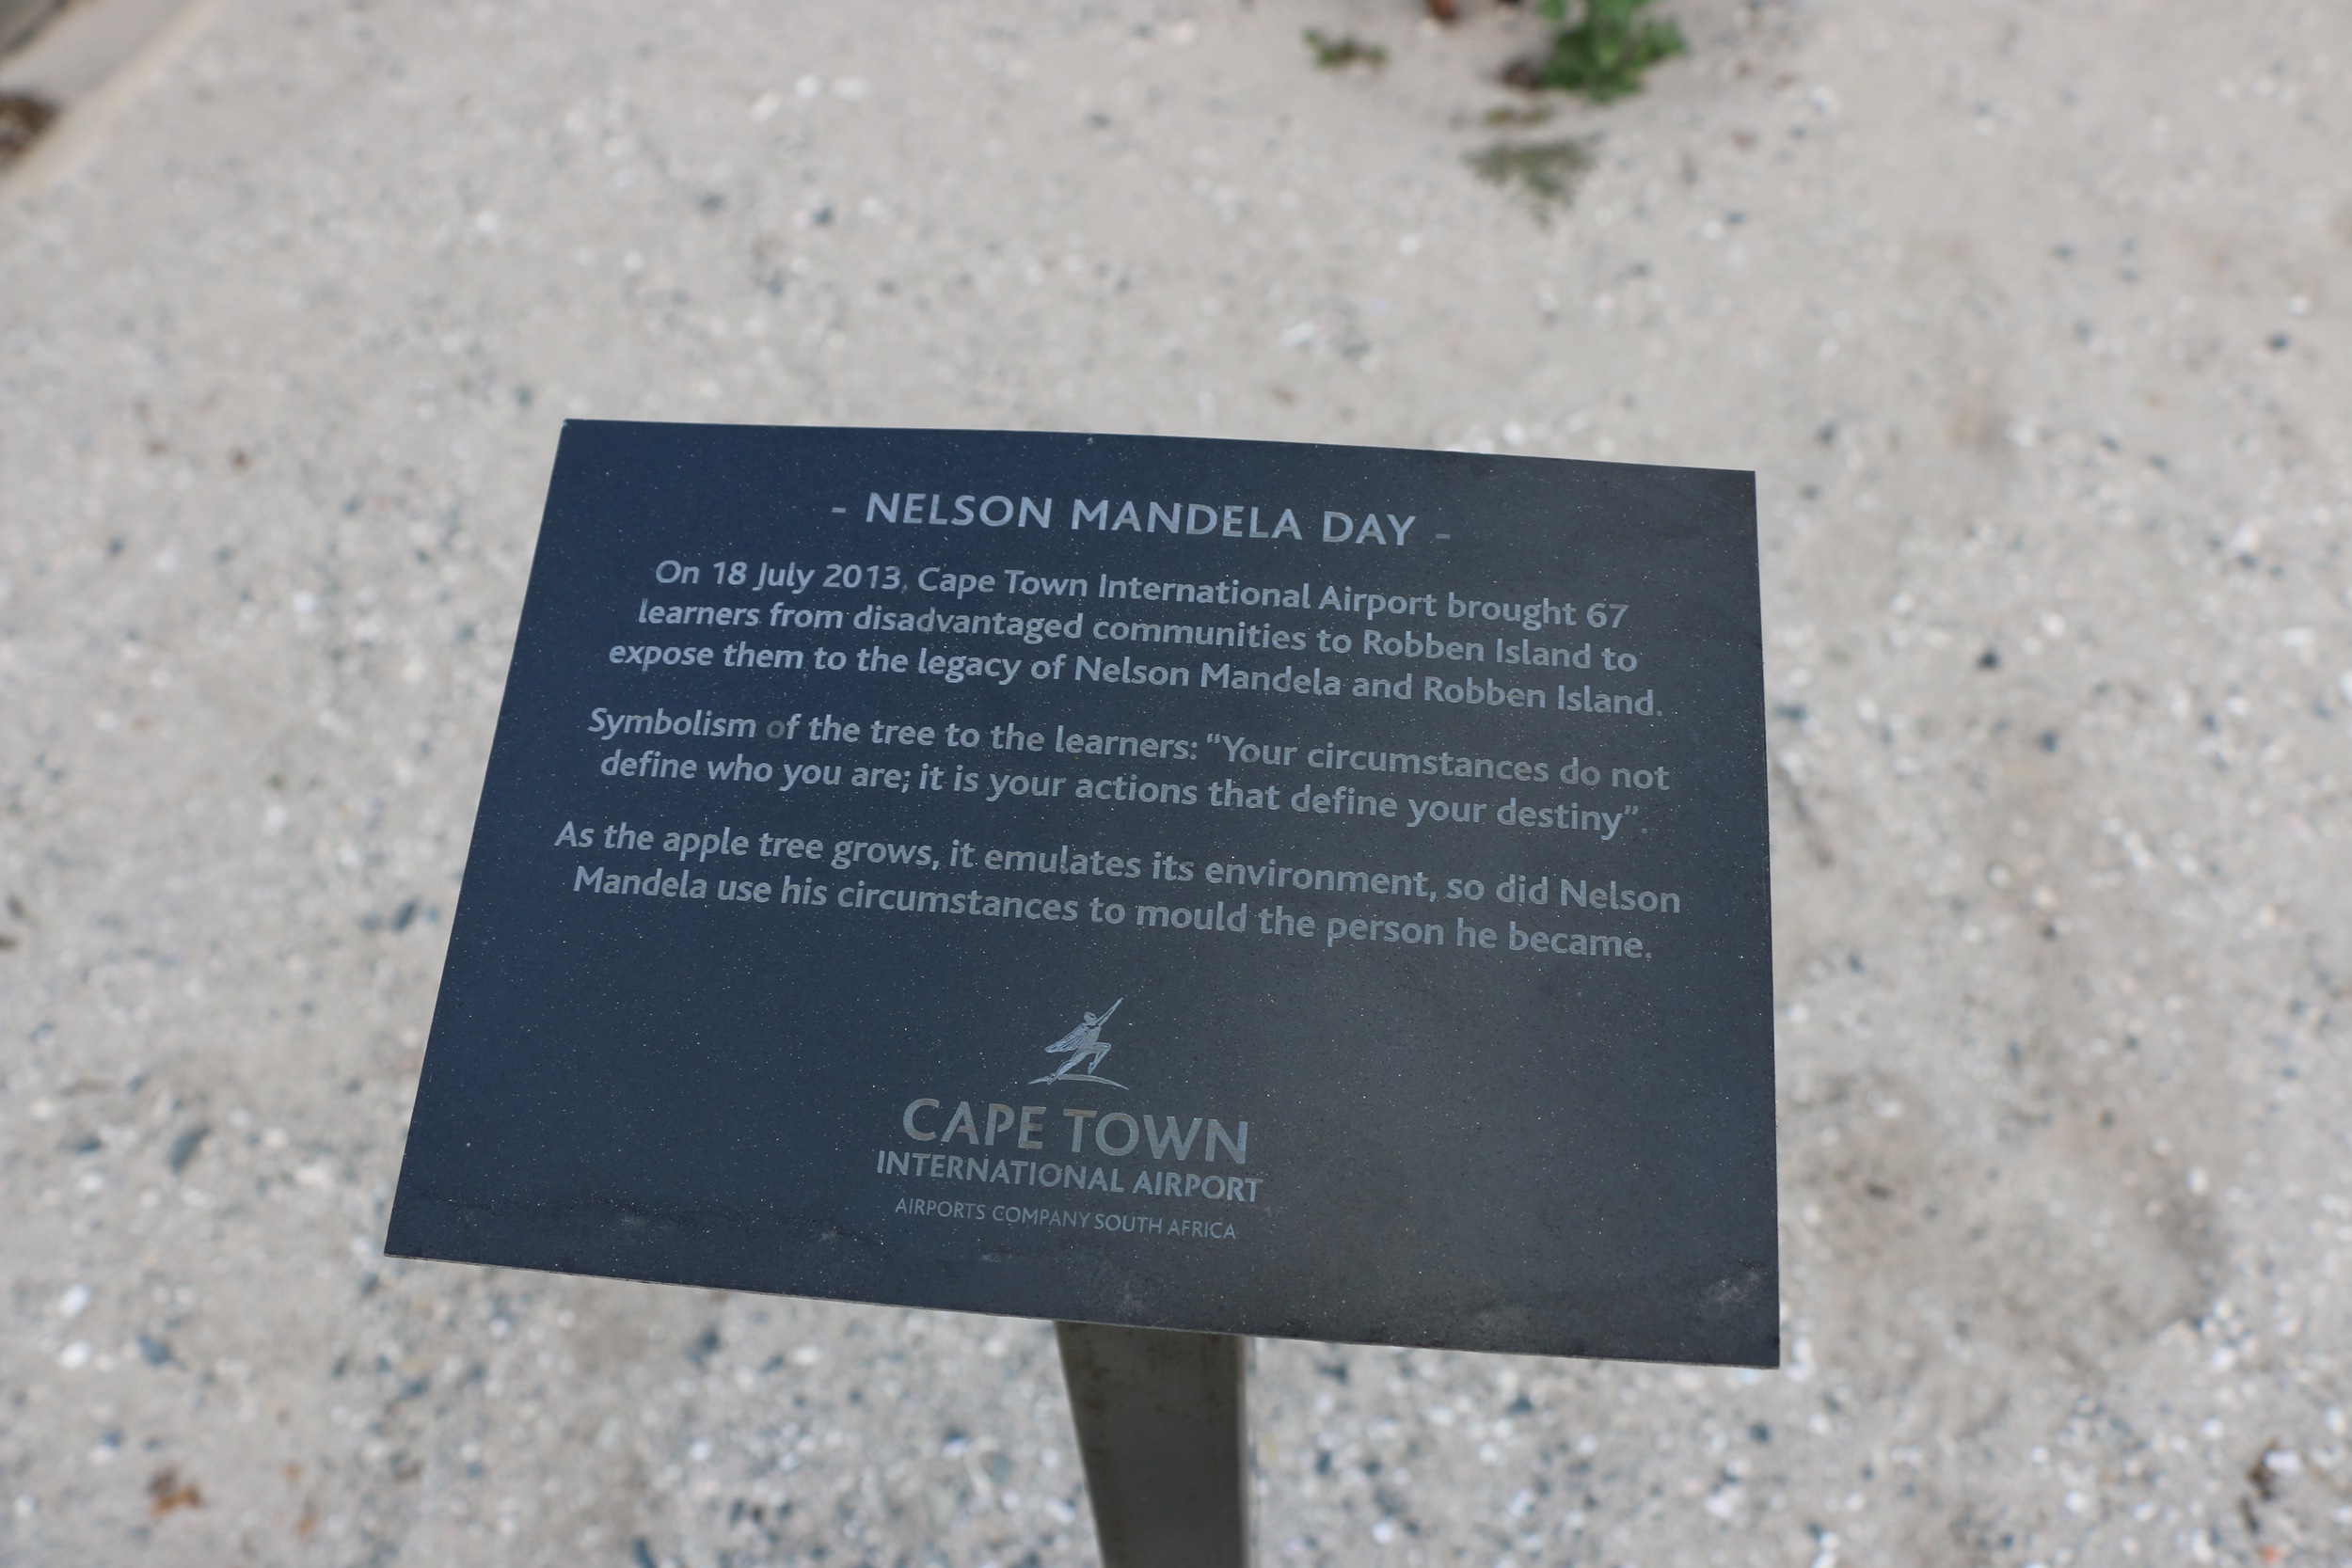 - NELSON MANDELA DAY -
On 18 July 2013, Cape Town International Airport brought 67
learners from disadvantaged communities to Robben Island to
expose them to the legacy of Nelson Mandela and Robben Island.
Symbolism of the tree to the learners: “Your circumstances do not
define who you are; it is your actions that define your destiny”.
As the apple tree grows, it emulates its environment, so did Nelson
Mandela use his circumstances to mould the person he became.
CAPE TOWN
INTERNATIONAL AIRPORT
AIRPORTS COMPANY SOUTH AFRICA